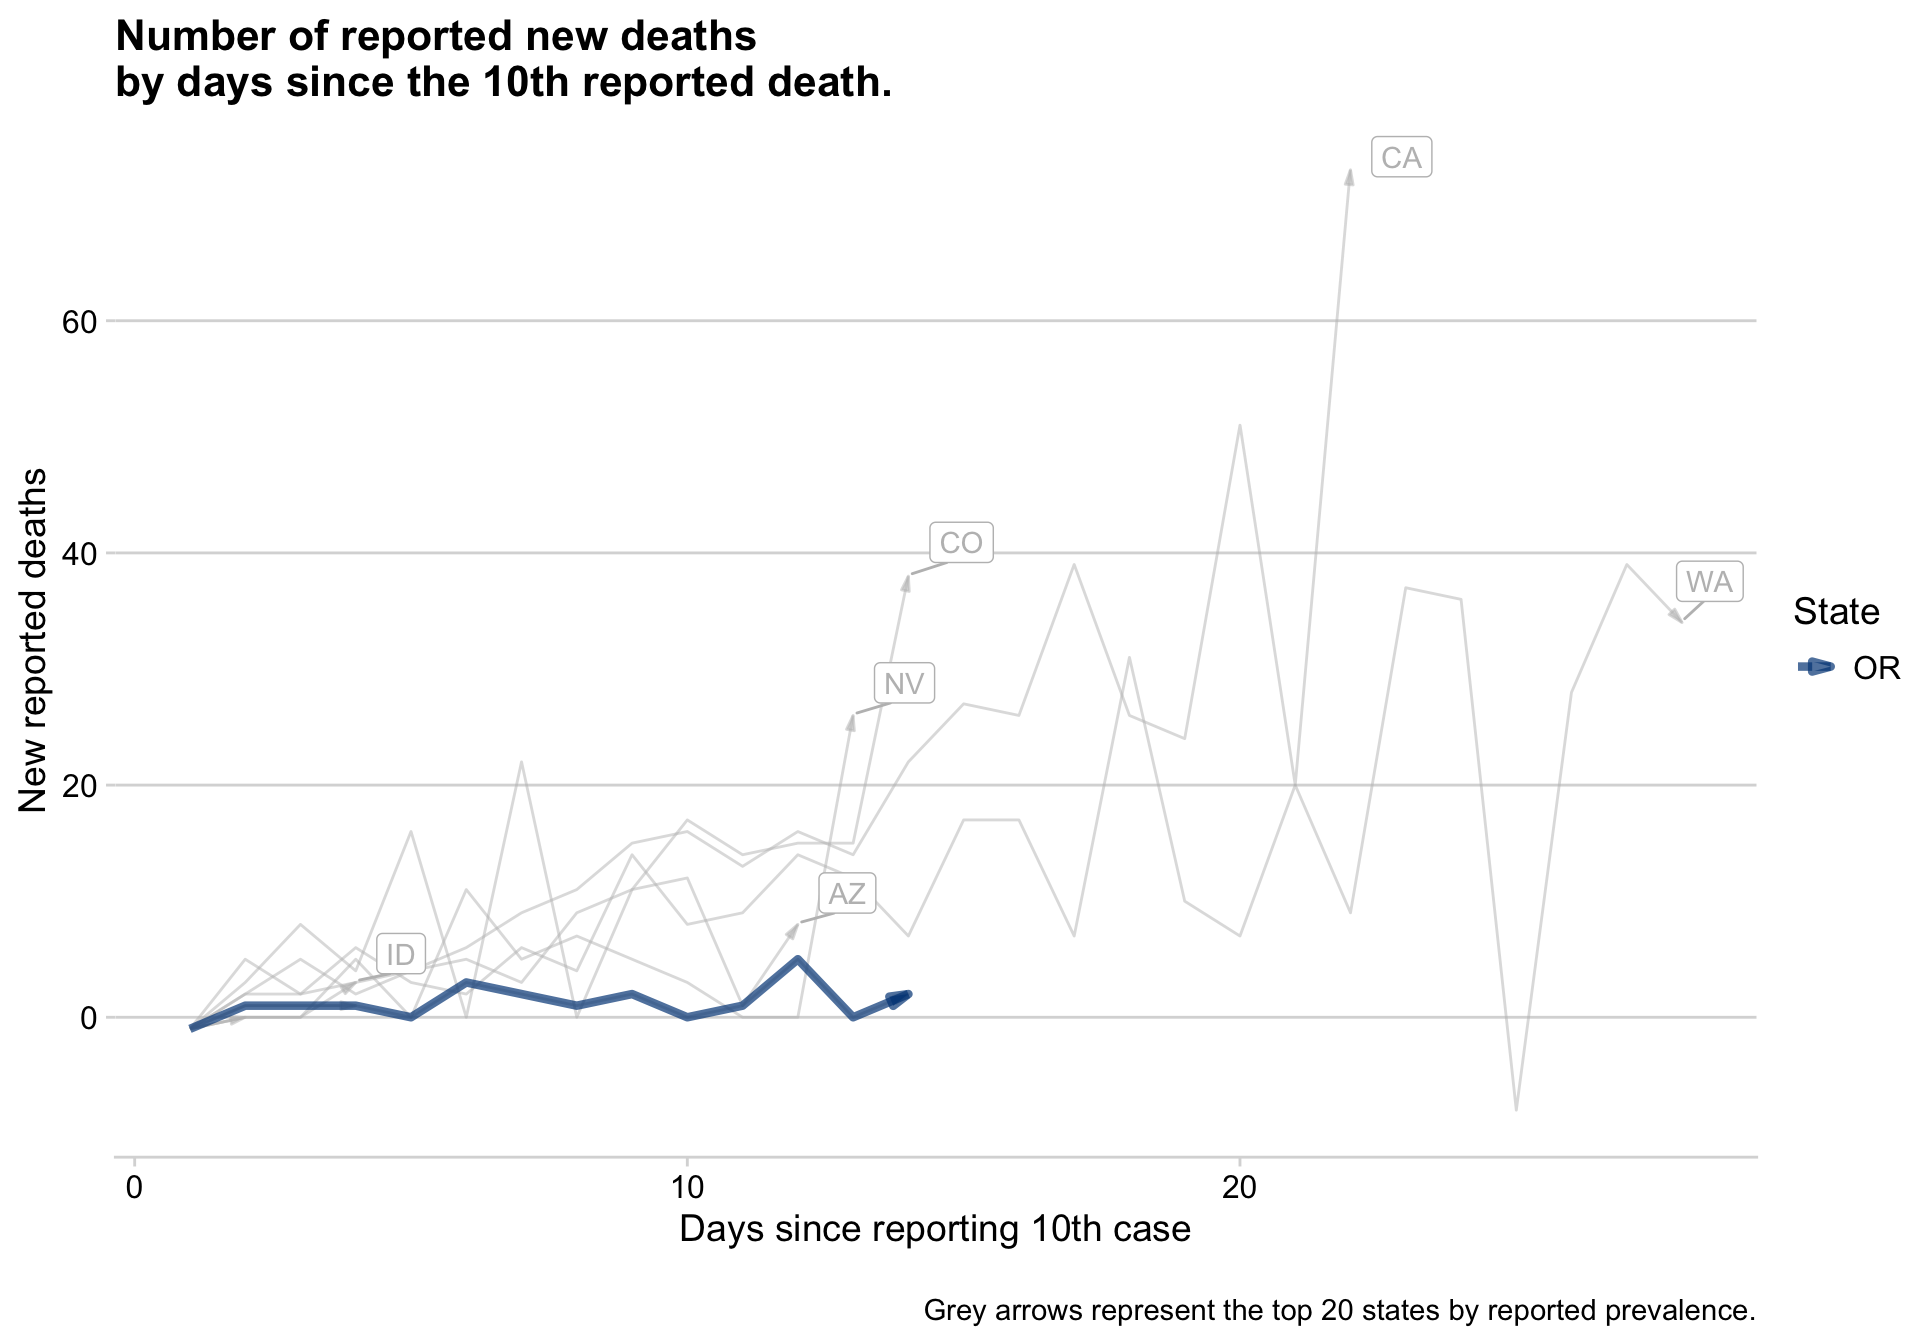 Number of reported new deaths
by days since the 10th reported death.
CA
60
CO
40
WA
NV
20
AZ
ID
0
New reported deaths
State
OR
0 10 20
Days since reporting 10th case
Grey arrows represent the top 20 states by reported prevalence.